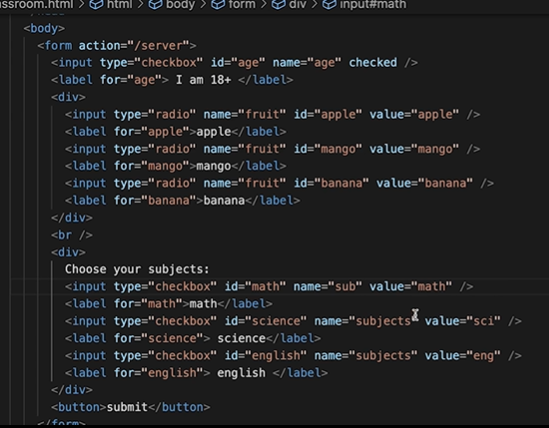 ssroom.html > html > body > form > div > input#math
<body>
<form action="/server">
<input type="checkbox" id="age" name="age" checked />
<label for="age"> I am 18+ </label>
<div>
<input type="radio" name="fruit" id="apple" value="apple" />
<label for="apple">apple</label>
<input type="radio" name="fruit" id="mango" value="mango" />
<label for="mango">mango</label>
<input type="radio" name="fruit" id="banana" value="banana" />
<label for="banana">banana</label>
</div>
<br />
<div>
Choose your subjects:
<input type="checkbox" id="math" name="sub" value="math" />
<label for="math">math</label>
<input type="checkbox" id="science" name="subjects" value="sci" />
<label for="science"> science</label>
<input type="checkbox" id="english" name="subjects" value="eng" />
<label for="english"> english </label>
</div>
<button>submit</button>
</form>